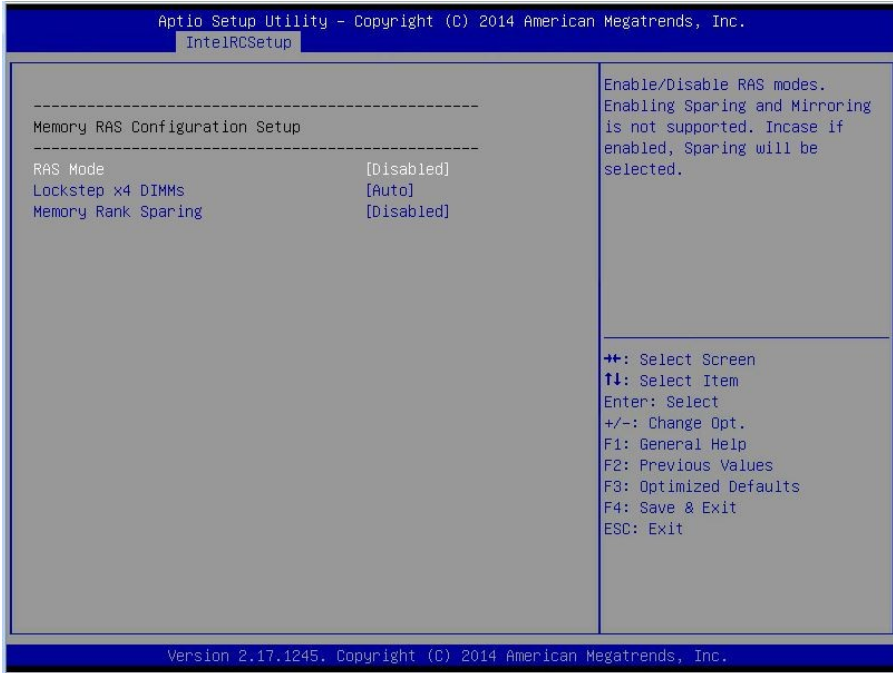 Aptio Setup Utility – Copyright (C) 2014 American Megatrends, Inc.
IntelRCSetup
--------------------------------------------------
Memory RAS Configuration Setup
--------------------------------------------------
RAS Mode [Disabled]
Lockstep x4 DIMMs [Auto]
Memory Rank Sparing [Disabled]
Enable/Disable RAS modes.
Enabling Sparing and Mirroring
is not supported. Incase if
enabled, Sparing will be
selected.
→←: Select Screen
↑↓: Select Item
Enter: Select
+/-: Change Opt.
F1: General Help
F2: Previous Values
F3: Optimized Defaults
F4: Save & Exit
ESC: Exit
Version 2.17.1245. Copyright (C) 2014 American Megatrends, Inc.